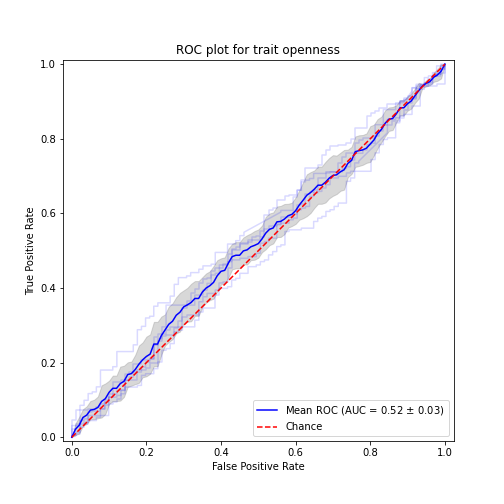 ROC plot for trait openness
True Positive Rate
1.0
0.8
0.6
0.4
0.2
0.0
0.0 0.2 0.4 0.6 0.8 1.0
False Positive Rate
Mean ROC (AUC = 0.52 ± 0.03)
Chance